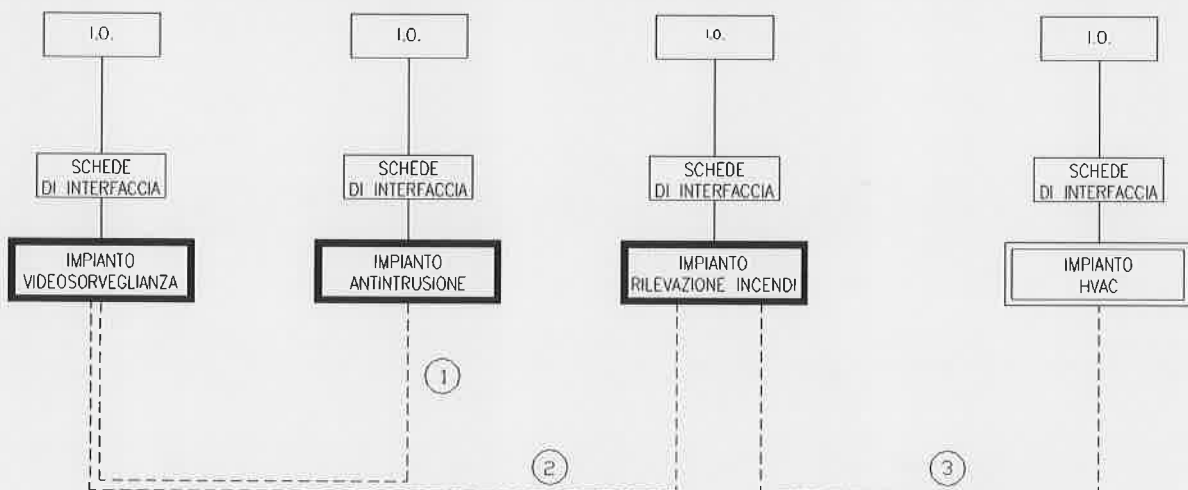 I.O.
I.O.
I.O.
I.O.
SCHEDE
DI INTERFACCIA
SCHEDE
DI INTERFACCIA
SCHEDE
DI INTERFACCIA
SCHEDE
DI INTERFACCIA
IMPIANTO
VIDEOSORVEGLIANZA
IMPIANTO
ANTINTRUSIONE
IMPIANTO
RILEVAZIONE INCENDI
IMPIANTO
HVAC
1
2
3